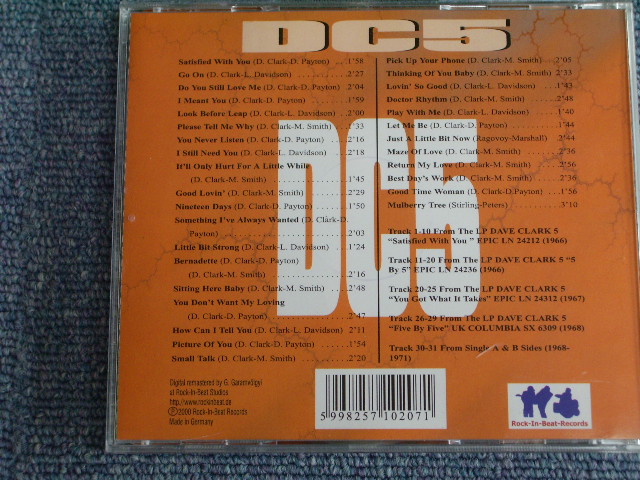 DC5
Satisfied With You (D. Clark-D. Payton) ....1'58
Go On (D. Clark-L. Davidson) ..........2'27
Do You Still Love Me (D. Clark-D. Payton) 2'04
I Meant You (D. Clark-D. Payton) .......1'59
Look Before Leap (D. Clark-L. Davidson) ..2'00
Please Tell Me Why (D. Clark-M. Smith) ..1'33
You Never Listen (D. Clark-D. Payton) ....2'16
I Still Need You (D. Clark-L. Davidson) ...2'18
It'll Only Hurt For A Little While
(D. Clark-M. Smith) ................1'45
Good Lovin' (D. Clark-M. Smith) ........2'29
Nineteen Days (D. Clark-D. Payton) ......1'50
Something I've Always Wanted (D. Clark-D.
Payton) ..........................2'03
Little Bit Strong (D. Clark-L. Davidson) ...1'24
Bernadette (D. Clark-D. Payton)
..................................2'16
Sitting Here Baby (D. Clark-M. Smith) ...2'48
You Don't Want My Loving
(D. Clark-D. Payton) ................2'47
How Can I Tell You (D. Clark-L. Davidson) 2'11
Picture Of You (D. Clark-D. Payton) ......1'54
Small Talk (D. Clark-M. Smith) .........2'20
Pick Up Your Phone (D. Clark-M. Smith) ..2'05
Thinking Of You Baby (D. Clark-M. Smith) 2'33
Lovin' So Good (D. Clark-L. Davidson) ....1'43
Doctor Rhythm (D. Clark-M. Smith) ......2'48
Play With Me (D. Clark-L. Davidson) .....1'40
Let Me Be (D. Clark-D. Payton) .........1'44
Just A Little Bit Now (Ragovoy-Marshall) 2'44
Maze Of Love (D. Clark-M. Smith) .......2'36
Return My Love (D. Clark-M. Smith) .....2'56
Best Day's Work (D. Clark-M. Smith) .....2'36
Good Time Woman (D. Clark-D.Payton) ...1'56
Mulberry Tree (Stirling-Peters) .........3'10
DC5
Track 1-10 From The LP DAVE CLARK 5
"Satisfied With You" EPIC LN 24212 (1966)
Track 11-20 From The LP DAVE CLARK 5 "5
By 5" EPIC LN 24236 (1966)
Track 20-25 From The LP DAVE CLARK 5
"You Got What It Takes" EPIC LN 24312 (1967)
Track 26-29 From The LP DAVE CLARK 5
"Five By Five" UK COLUMBIA SX 6309 (1968)
Track 30-31 From Single A & B Sides (1968-
1971)
Digital remastered by G. Garamvölgyi
at Rock-In-Beat Studios
http://www.rockinbeat.de
Ⓟ©2000 Rock-In-Beat Records
Made in Germany
5 998257 102071
Rock-In-Beat-Records